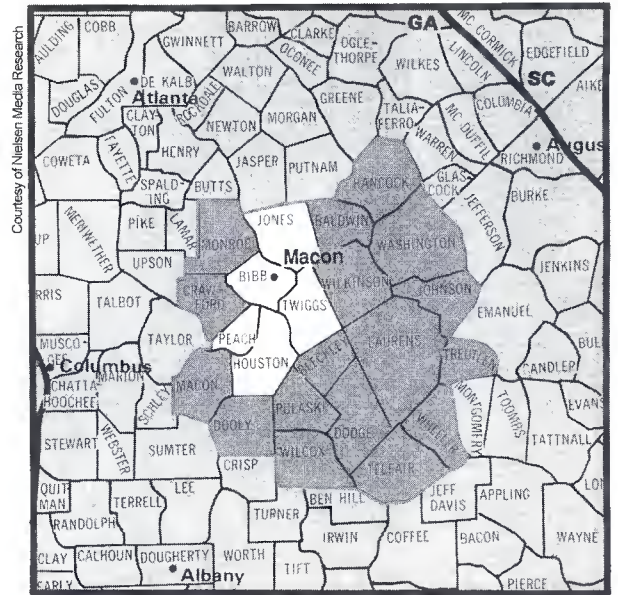 Courtesy of Nielsen Media Research
GA
SC
COBB
AULDING
BARROW
CLARKE
GWINNETT
OCONEE
OGLE-
THORPE
MC CORMICK
EDGEFIELD
WILKES
LINCOLN
DOUGLAS
FULTON
DE KALB
Atlanta
WALTON
ROCKDALE
GREENE
TALIA-
FERRO
COLUMBIA
AIKE
CLAY
TON
NEWTON
MORGAN
WARREN
MC DUFFIE
Augus
RICHMOND
COWETA
FAYETTE
HENRY
JASPER
PUTNAM
HANCOCK
GLAS
COCK
BURKE
SPALD-
ING
BUTTS
JEFFERSON
UP
MERIWETHER
PIKE
LAMAR
MONROE
JONES
BALDWIN
WASHINGTON
UPSON
Macon
BIBB
WILKINSON
JENKINS
RRIS
TALBOT
CRAW-
FORD
TWIGGS
JOHNSON
EMANUEL
MUSCO-
GEE
TAYLOR
PEACH
LAURENS
BUL
Columbus
MARION
HOUSTON
TREUTLEN
CANDLER
CHATTA-
HOOCHEE
SCHLEY
MACON
PULASKI
MONTGOMERY
TOOMBS
EVANS
STEWART
WEBSTER
SUMTER
DOOLY
WILCOX
DODGE
WHEELER
TATTNALL
CRISP
TELFAIR
QUIT
MAN
TERRELL
LEE
BEN HILL
JEFF
DAVIS
APPLING
LO
RANDOLPH
TURNER
IRWIN
COFFEE
BACON
WAYNE
CLAY
CALHOUN
DOUGHERTY
WORTH
TIFT
Albany
PIERCE
EARLY